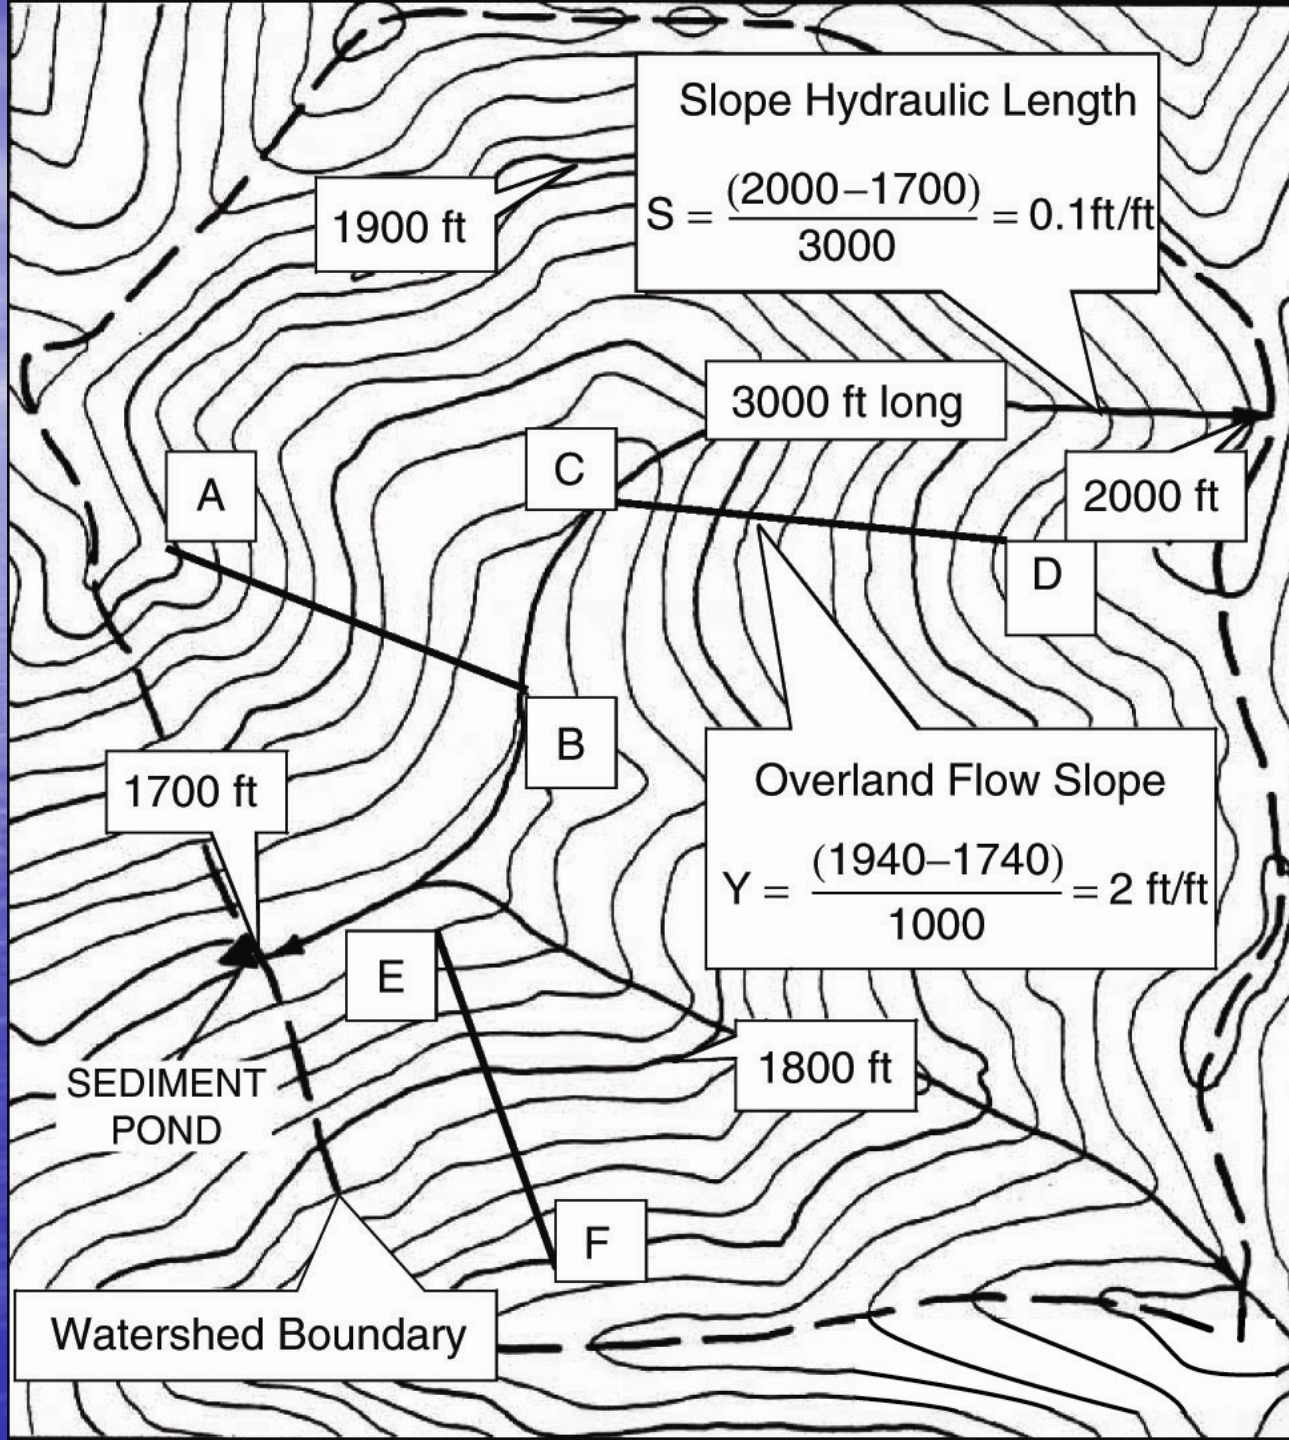 Slope Hydraulic Length
S = (2000–1700) / 3000 = 0.1ft/ft
1900 ft
3000 ft long
2000 ft
A
C
D
B
1700 ft
Overland Flow Slope
Y = (1940–1740) / 1000 = 2 ft/ft
E
1800 ft
SEDIMENT
POND
F
Watershed Boundary